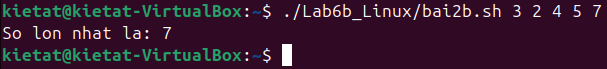 kietat@kietat-VirtualBox:~$ ./Lab6b_Linux/bai2b.sh 3 2 4 5 7
So lon nhat la: 7
kietat@kietat-VirtualBox:~$